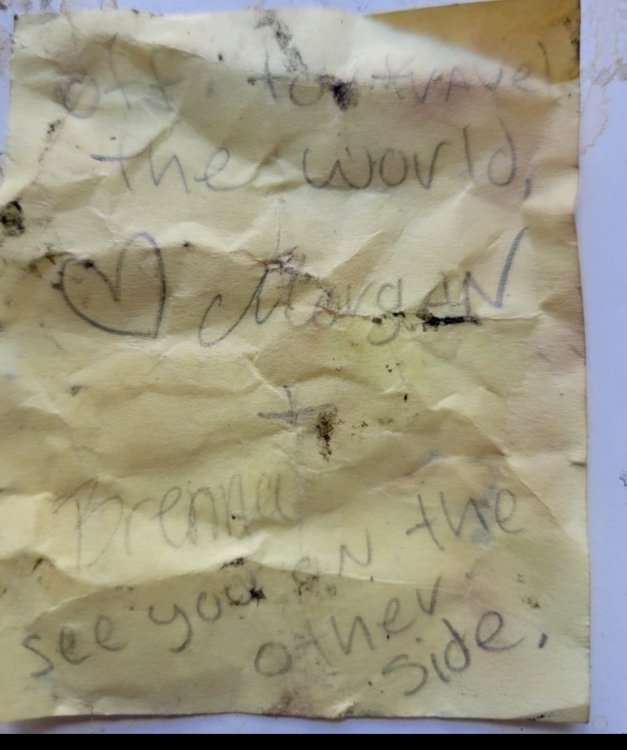 off to travel
the world,
♡ Morgan
+
Brenna
see you on the
other
side.